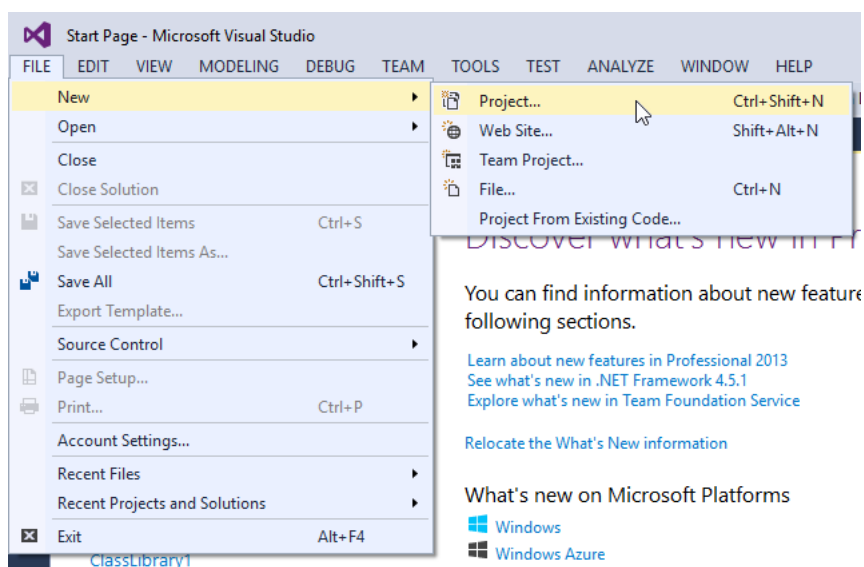 Start Page - Microsoft Visual Studio
FILE EDIT VIEW MODELING DEBUG TEAM TOOLS TEST ANALYZE WINDOW HELP
New
Open
Close
Close Solution
Save Selected Items Ctrl+S
Save Selected Items As...
Save All Ctrl+Shift+S
Export Template...
Source Control
Page Setup...
Print... Ctrl+P
Account Settings...
Recent Files
Recent Projects and Solutions
Exit Alt+F4
ClassLibrary1
Project... Ctrl+Shift+N
Web Site... Shift+Alt+N
Team Project...
File... Ctrl+N
Project From Existing Code...
Discover what's new in Pr
You can find information about new feature
following sections.
Learn about new features in Professional 2013
See what's new in .NET Framework 4.5.1
Explore what's new in Team Foundation Service
Relocate the What's New information
What's new on Microsoft Platforms
Windows
Windows Azure